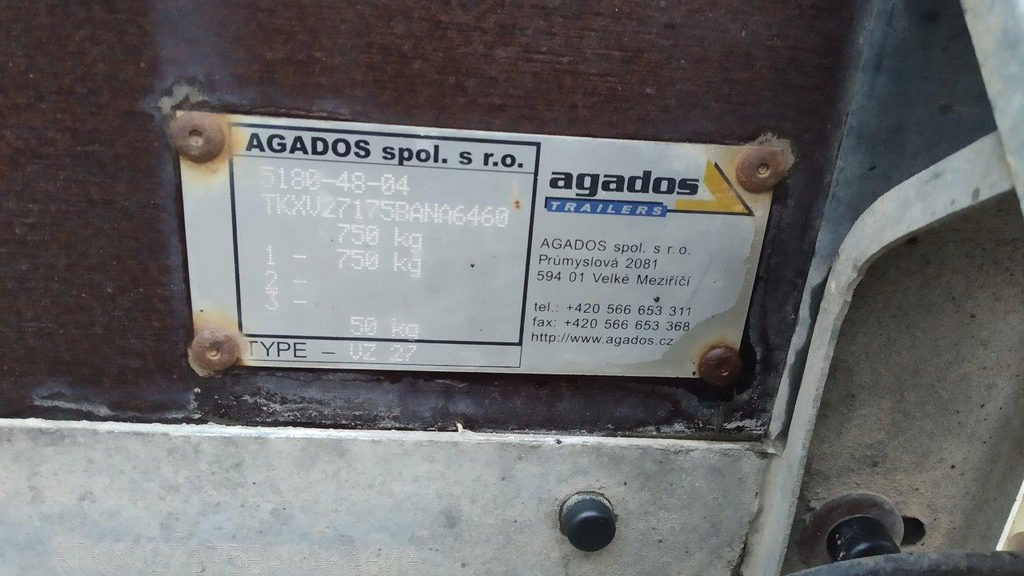 AGADOS spol. s r.o.
5180-48-04
TKXV27175BANA6460
750 kg
1 - 750 kg
2 -
3 -
50 kg
TYPE - VZ 27
agados
TRAILERS
AGADOS spol. s r.o.
Průmyslová 2081
594 01 Velké Meziříčí
tel.: +420 566 653 311
fax: +420 566 653 368
http://www.agados.cz